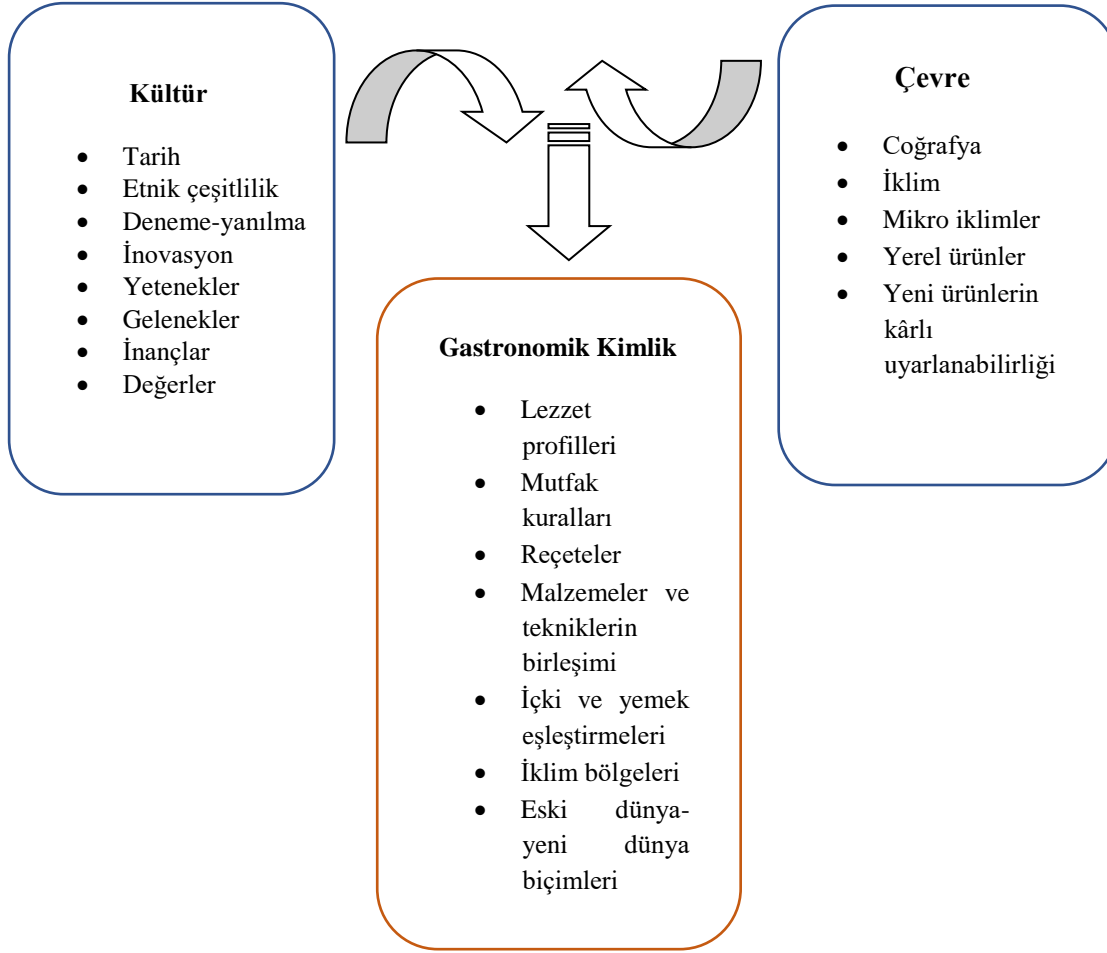 Kültür
• Tarih
• Etnik çeşitlilik
• Deneme-yanılma
• İnovasyon
• Yetenekler
• Gelenekler
• İnançlar
• Değerler
Çevre
• Coğrafya
• İklim
• Mikro iklimler
• Yerel ürünler
• Yeni ürünlerin
kârlı
uyarlanabilirliği
Gastronomik Kimlik
• Lezzet
profilleri
• Mutfak
kuralları
• Reçeteler
• Malzemeler ve
tekniklerin
birleşimi
• İçki ve yemek
eşleştirmeleri
• İklim bölgeleri
• Eski dünya-
yeni dünya
biçimleri